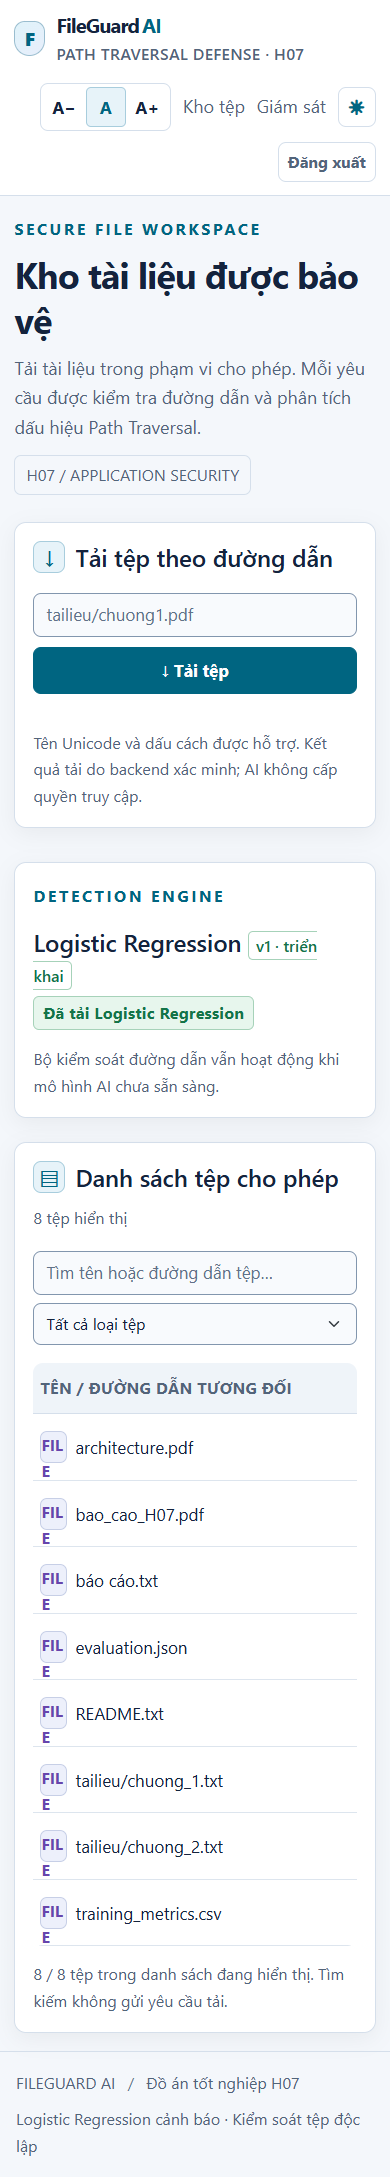 F
FileGuard AI
PATH TRAVERSAL DEFENSE · H07
A− A A+ Kho tệp Giám sát
Đăng xuất
SECURE FILE WORKSPACE
Kho tài liệu được bảo
vệ
Tải tài liệu trong phạm vi cho phép. Mỗi yêu
cầu được kiểm tra đường dẫn và phân tích
dấu hiệu Path Traversal.
H07 / APPLICATION SECURITY
↓ Tải tệp theo đường dẫn
tailieu/chuong1.pdf
↓ Tải tệp
Tên Unicode và dấu cách được hỗ trợ. Kết
quả tải do backend xác minh; AI không cấp
quyền truy cập.
DETECTION ENGINE
Logistic Regression v1 · triển
khai
Đã tải Logistic Regression
Bộ kiểm soát đường dẫn vẫn hoạt động khi
mô hình AI chưa sẵn sàng.
Danh sách tệp cho phép
8 tệp hiển thị
Tìm tên hoặc đường dẫn tệp...
Tất cả loại tệp
TÊN / ĐƯỜNG DẪN TƯƠNG ĐỐI
FIL architecture.pdf
E
FIL bao_cao_H07.pdf
E
FIL báo cáo.txt
E
FIL evaluation.json
E
FIL README.txt
E
FIL tailieu/chuong_1.txt
E
FIL tailieu/chuong_2.txt
E
FIL training_metrics.csv
E
8 / 8 tệp trong danh sách đang hiển thị. Tìm
kiếm không gửi yêu cầu tải.
FILEGUARD AI / Đồ án tốt nghiệp H07
Logistic Regression cảnh báo · Kiểm soát tệp độc
lập